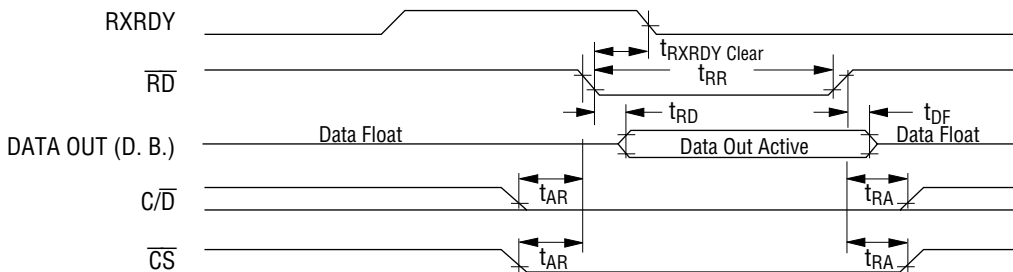 RXRDY
tRXRDY Clear
RD
tRR
tRD
tDF
DATA OUT (D. B.)
Data Float
Data Out Active
Data Float
C/D
tAR
tRA
CS
tAR
tRA